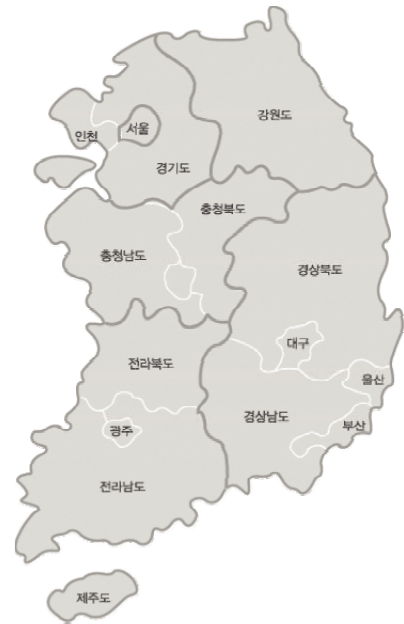 강원도
인천
서울
경기도
충청북도
충청남도
경상북도
대구
전라북도
울산
경상남도
부산
광주
전라남도
제주도